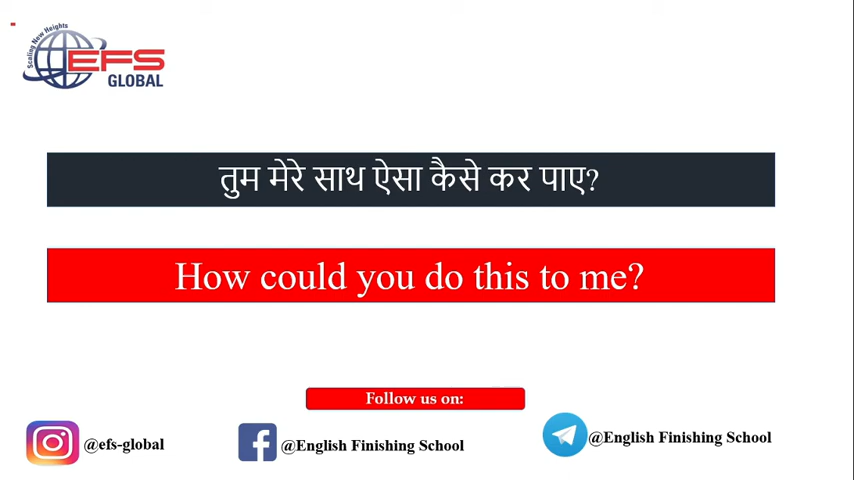 Scaling New Heights
EFS
GLOBAL
तुम मेरे साथ ऐसा कैसे कर पाए?
How could you do this to me?
Follow us on:
@efs-global
@English Finishing School
@English Finishing School